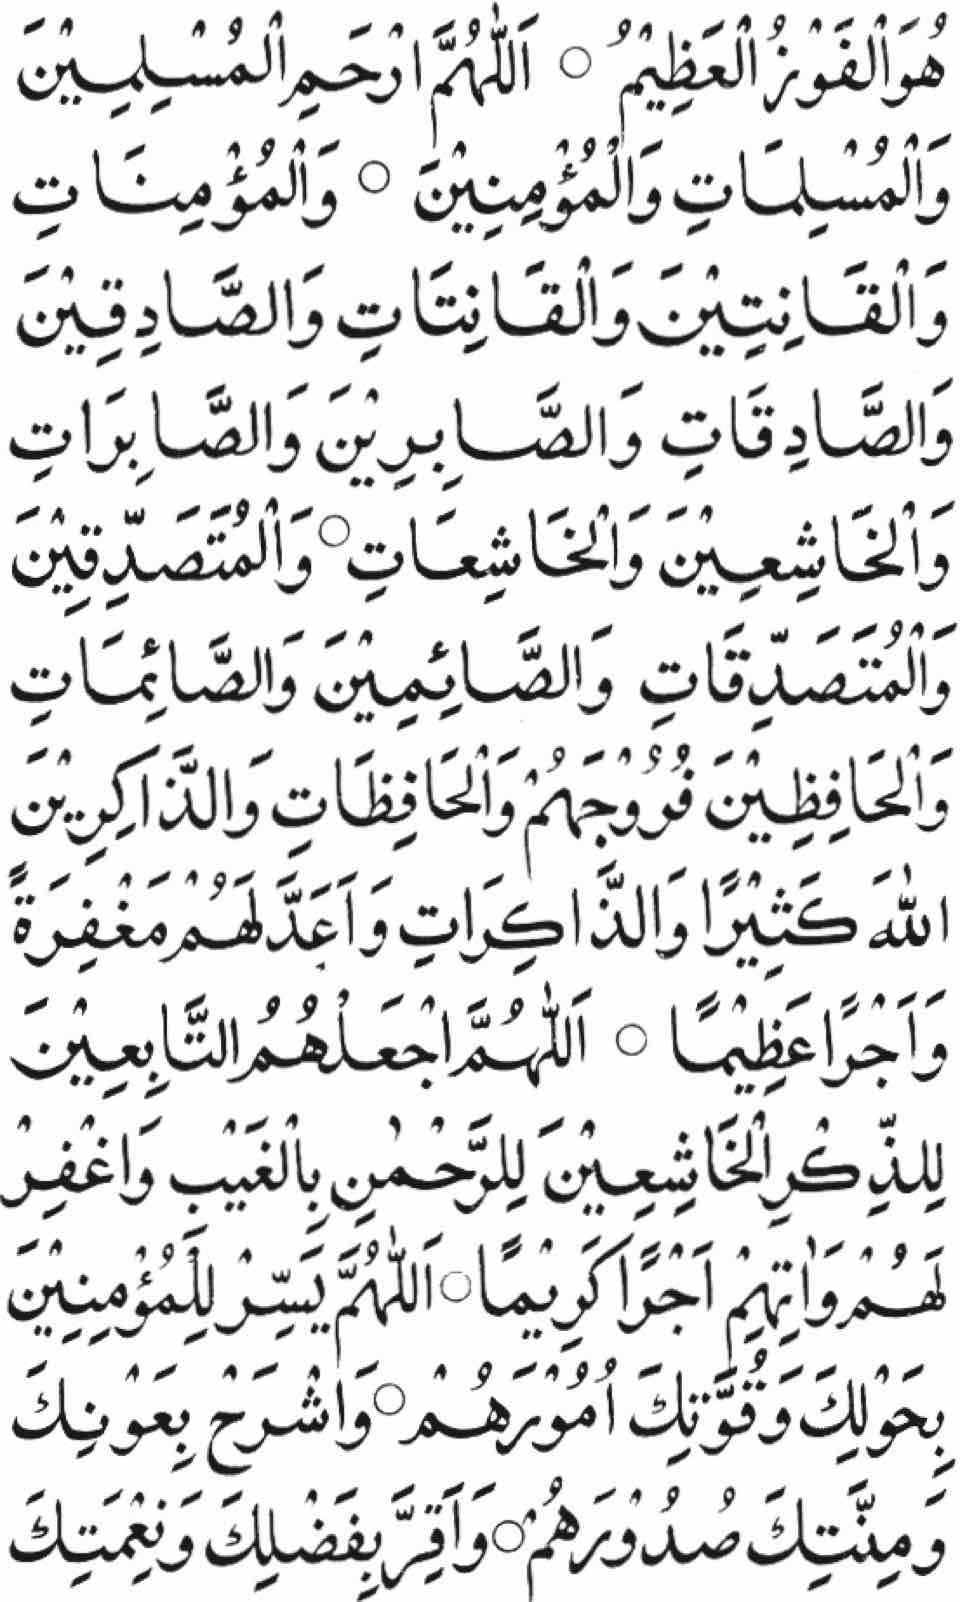 هُوَالْفَوْزُ الْعَظِيْمُ ○ اَللّٰهُمَّ ارْحَمِ الْمُسْلِمِيْنَ
وَالْمُسْلِمَاتِ وَالْمُؤْمِنِيْنَ ○ وَالْمُؤْمِنَاتِ
وَالْقَانِتِيْنَ وَالْقَانِتَاتِ وَالصَّادِقِيْنَ
وَالصَّادِقَاتِ وَالصَّابِرِيْنَ وَالصَّابِرَاتِ
وَالْخَاشِعِيْنَ وَالْخَاشِعَاتِ ○ وَالْمُتَصَدِّقِيْنَ
وَالْمُتَصَدِّقَاتِ وَالصَّائِمِيْنَ وَالصَّائِمَاتِ
وَالْحَافِظِيْنَ فُرُوْجَهُمْ وَالْحَافِظَاتِ وَالذَّاكِرِيْنَ
اللّٰهَ كَثِيْرًا وَالذَّاكِرَاتِ وَاَعَدَّ لَهُمْ مَغْفِرَةً
وَاَجْرًا عَظِيْمًا ○ اَللّٰهُمَّ اجْعَلْهُمُ التَّابِعِيْنَ
لِلذِّكْرِ الْخَاشِعِيْنَ لِلرَّحْمٰنِ بِالْغَيْبِ وَاغْفِرْ
لَهُمْ وَاٰتِهِمْ اَجْرًا كَرِيْمًا ○ اَللّٰهُمَّ يَسِّرْ لِلْمُؤْمِنِيْنَ
بِحَوْلِكَ وَقُوَّتِكَ اُمُوْرَهُمْ ○ وَاشْرَحْ بِعَوْنِكَ
وَمِنَّتِكَ صُدُوْرَهُمْ ○ وَاَقِرَّ بِفَضْلِكَ وَنِعْمَتِكَ